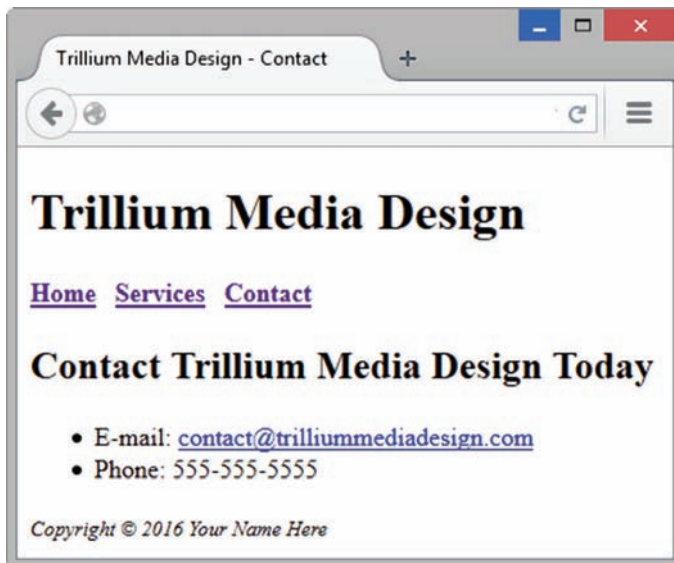 Trillium Media Design - Contact
Trillium Media Design
Home Services Contact
Contact Trillium Media Design Today
E-mail: contact@trilliummediadesign.com
Phone: 555-555-5555
Copyright © 2016 Your Name Here